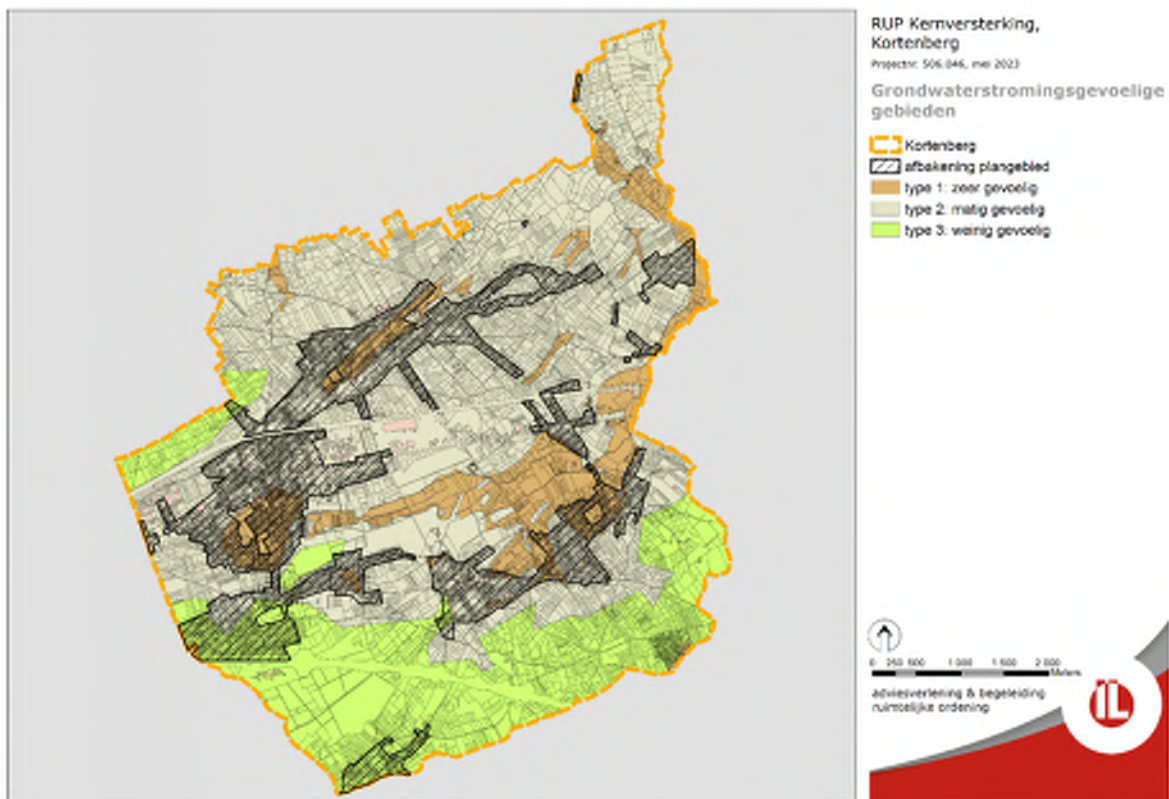 RUP Kernversterking,
Kortenberg
Projectnr. 506.046, mei 2023
Grondwaterstromingsgevoelige
gebieden
Kortenberg
afbakening plangebied
type 1: zeer gevoelig
type 2: matig gevoelig
type 3: weinig gevoelig
0 250 500 1 000 1 500 2 000
Meters
adviesverlening & begeleiding
ruimtelijke ordening
IL